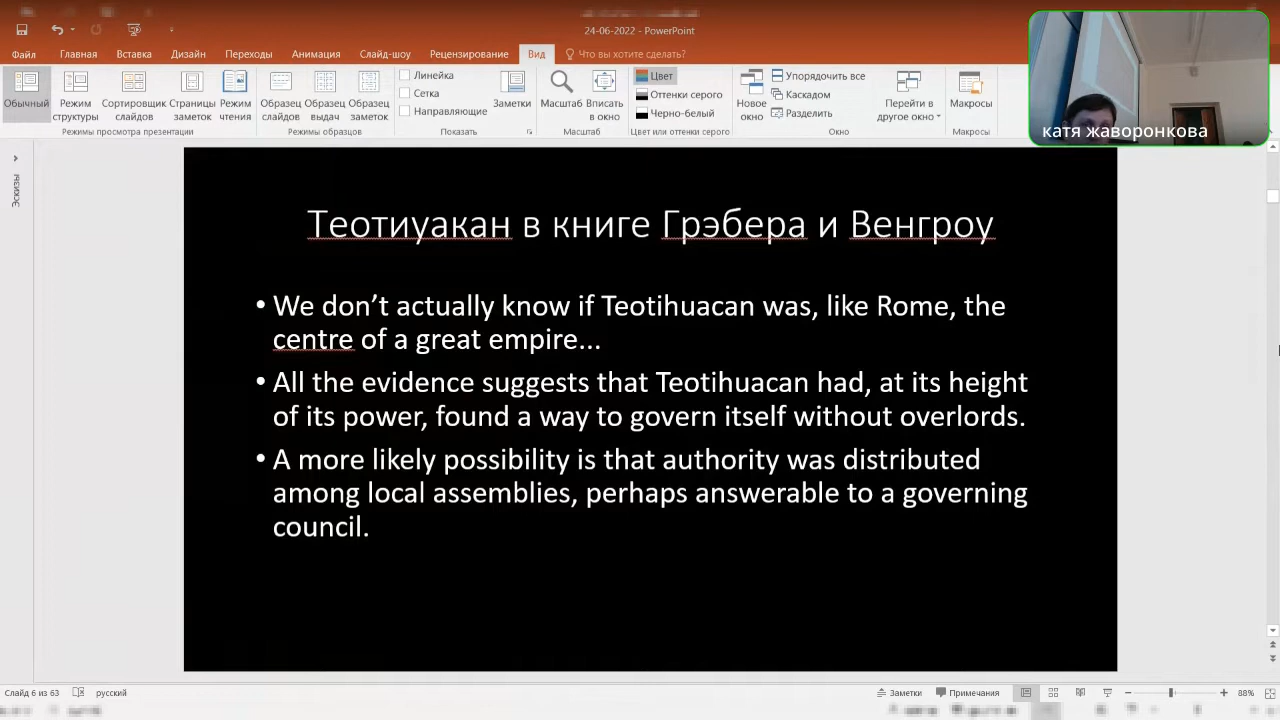 24-06-2022 - PowerPoint
Файл Главная Вставка Дизайн Переходы Анимация Слайд-шоу Рецензирование Вид Что вы хотите сделать?
Обычный
Режим структуры
Сортировщик слайдов
Страницы заметок
Режим чтения
Режимы просмотра презентации
Образец слайдов
Образец выдач
Образец заметок
Режимы образцов
Линейка
Сетка
Направляющие
Показать
Заметки
Масштаб
Вписать в окно
Масштаб
Цвет
Оттенки серого
Черно-белый
Цвет или оттенки серого
Новое окно
Упорядочить все
Каскадом
Разделить
Перейти в другое окно
Окно
Макросы
Макросы
катя жаворонкова
Эскизы
Теотиуакан в книге Грэбера и Венгроу
• We don’t actually know if Teotihuacan was, like Rome, the
centre of a great empire...
• All the evidence suggests that Teotihuacan had, at its height
of its power, found a way to govern itself without overlords.
• A more likely possibility is that authority was distributed
among local assemblies, perhaps answerable to a governing
council.
Слайд 6 из 63 русский Заметки Примечания 88%